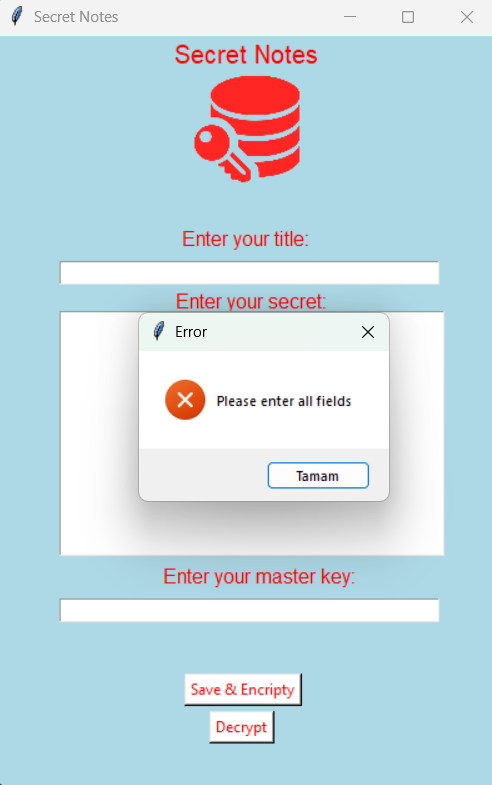 Secret Notes
Secret Notes
Enter your title:
Enter your secret:
Error
Please enter all fields
Tamam
Enter your master key:
Save & Encripty
Decrypt